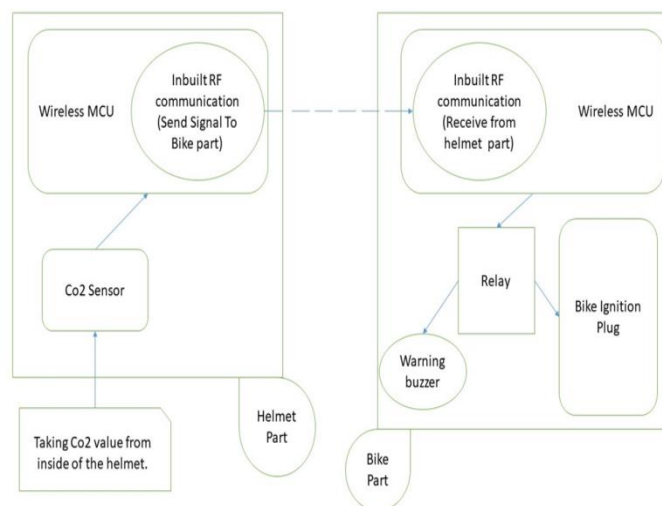 Wireless MCU
Inbuilt RF
communication
(Send Signal To
Bike part)
Inbuilt RF
communication
(Receive from
helmet part)
Wireless MCU
Co2 Sensor
Relay
Bike Ignition
Plug
Warning
buzzer
Taking Co2 value from
inside of the helmet.
Helmet
Part
Bike
Part